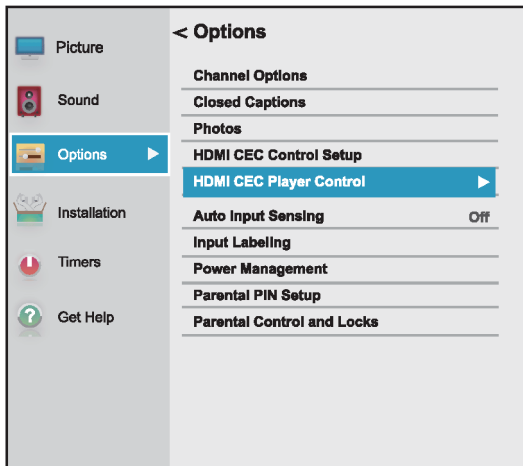 Picture
Sound
Options
Installation
Timers
Get Help
< Options
Channel Options
Closed Captions
Photos
HDMI CEC Control Setup
HDMI CEC Player Control
Auto Input Sensing Off
Input Labeling
Power Management
Parental PIN Setup
Parental Control and Locks